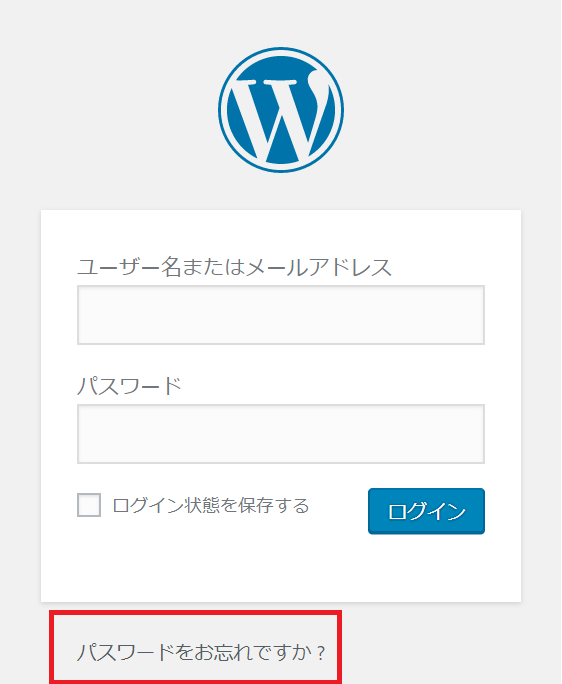 ユーザー名またはメールアドレス
パスワード
ログイン状態を保存する
ログイン
パスワードをお忘れですか ?